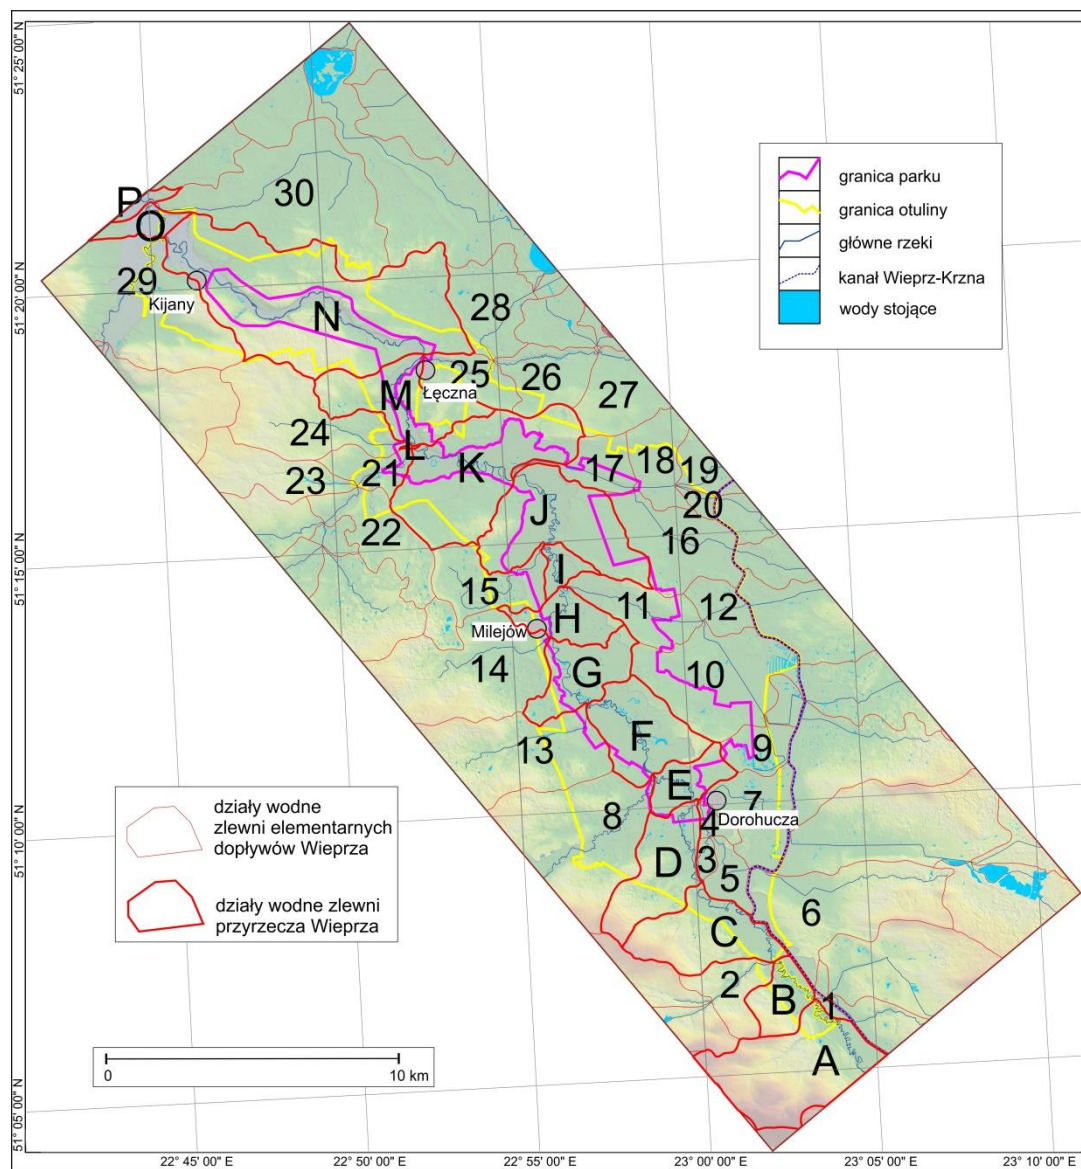 51° 25' 00" N
51° 20' 00" N
51° 15' 00" N
51° 10' 00" N
51° 05' 00" N
granica parku
granica otuliny
główne rzeki
kanał Wieprz-Krzna
wody stojące
30
P
O
29
Kijany
N
28
25
26
27
M
Łęczna
24
L
21
K
17
18
19
23
20
J
22
16
I
15
11
12
H
Milejów
14
G
10
F
13
9
E
7
8
4
Dorohucza
D
3
5
6
C
2
B
1
A
działy wodne
zlewni elementarnych
dopływów Wieprza
działy wodne zlewni
przyrzecza Wieprza
0
10 km
22° 45' 00" E
22° 50' 00" E
22° 55' 00" E
23° 00' 00" E
23° 05' 00" E
23° 10' 00" E